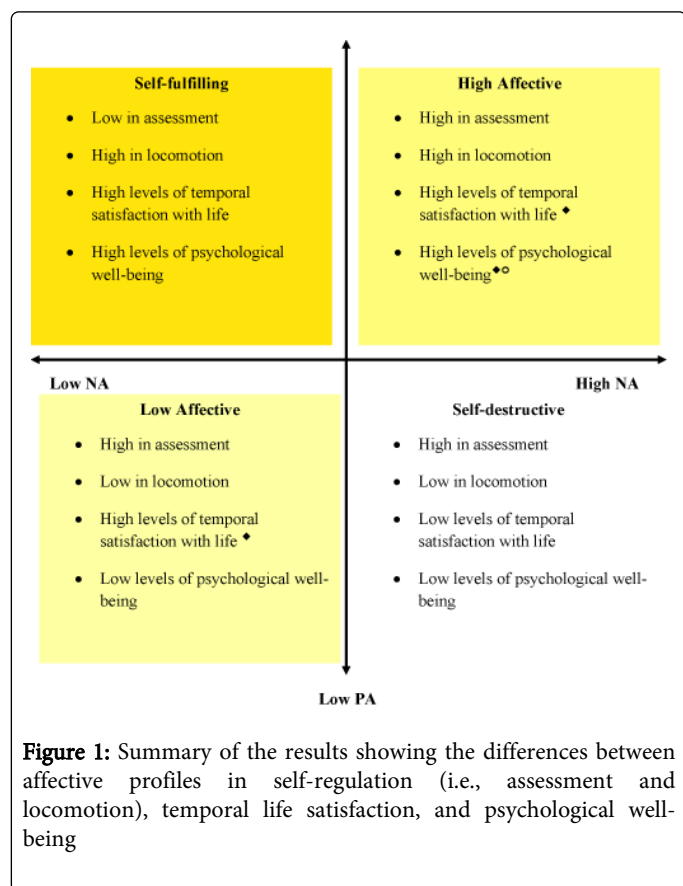 Self-fulfilling
• Low in assessment
• High in locomotion
• High levels of temporal
satisfaction with life
• High levels of psychological
well-being
High Affective
• High in assessment
• High in locomotion
• High levels of temporal
satisfaction with life ◆
• High levels of psychological
well-being◆○
Low NA
High NA
Low Affective
• High in assessment
• Low in locomotion
• High levels of temporal
satisfaction with life ◆
• Low levels of psychological well-
being
Self-destructive
• High in assessment
• Low in locomotion
• Low levels of temporal
satisfaction with life
• Low levels of psychological well-
being
Low PA
Figure 1: Summary of the results showing the differences between
affective profiles in self-regulation (i.e., assessment and
locomotion), temporal life satisfaction, and psychological well-
being